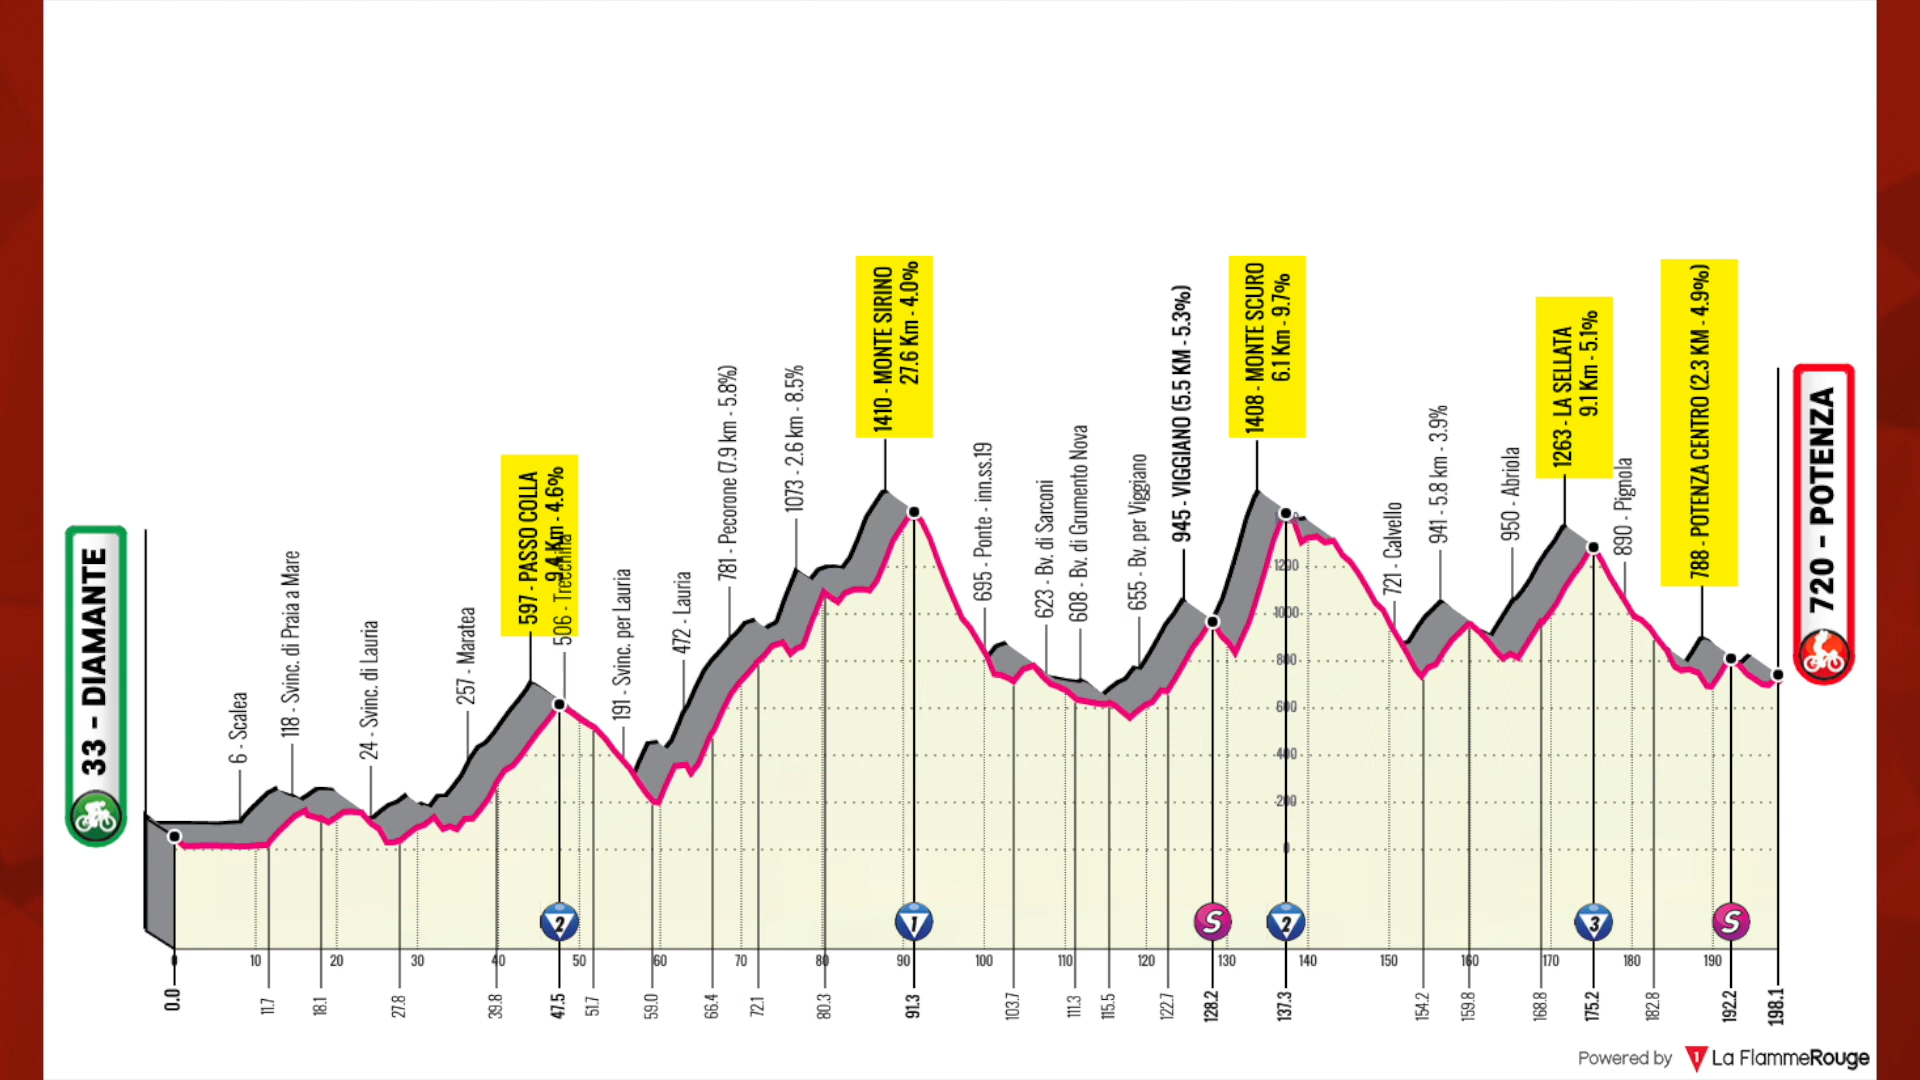 33 - DIAMANTE
6 - Scalea
118 - Svinc. di Praia a Mare
24 - Svinc. di Lauria
257 - Maratea
597 - PASSO COLLA
9.4 Km - 4.6%
506 - Trecchina
191 - Svinc. per Lauria
472 - Lauria
781 - Pecorone (7.9 km - 5.8%)
1073 - 2.6 km - 8.5%
1410 - MONTE SIRINO
27.6 Km - 4.0%
695 - Ponte - inn.ss.19
623 - Bv. di Sarconi
608 - Bv. di Grumento Nova
655 - Bv. per Viggiano
945 - VIGGIANO (5.5 KM - 5.3%)
1408 - MONTE SCURO
6.1 Km - 9.7%
721 - Calvello
941 - 5.8 km - 3.9%
950 - Abriola
1263 - LA SELLATA
9.1 Km - 5.1%
890 - Pignola
788 - POTENZA CENTRO (2.3 KM - 4.9%)
720 - POTENZA
1200
1000
800
600
400
200
0
2
1
S
2
3
S
0 10 20 30 40 50 60 70 80 90 100 110 120 130 140 150 160 170 180 190
0.0 11.7 18.1 27.8 39.8 47.5 51.7 59.0 66.4 72.1 80.3 91.3 103.7 111.3 115.5 122.7 128.2 137.3 154.2 159.8 168.8 175.2 182.8 192.2 198.1
Powered by 1 La FlammeRouge